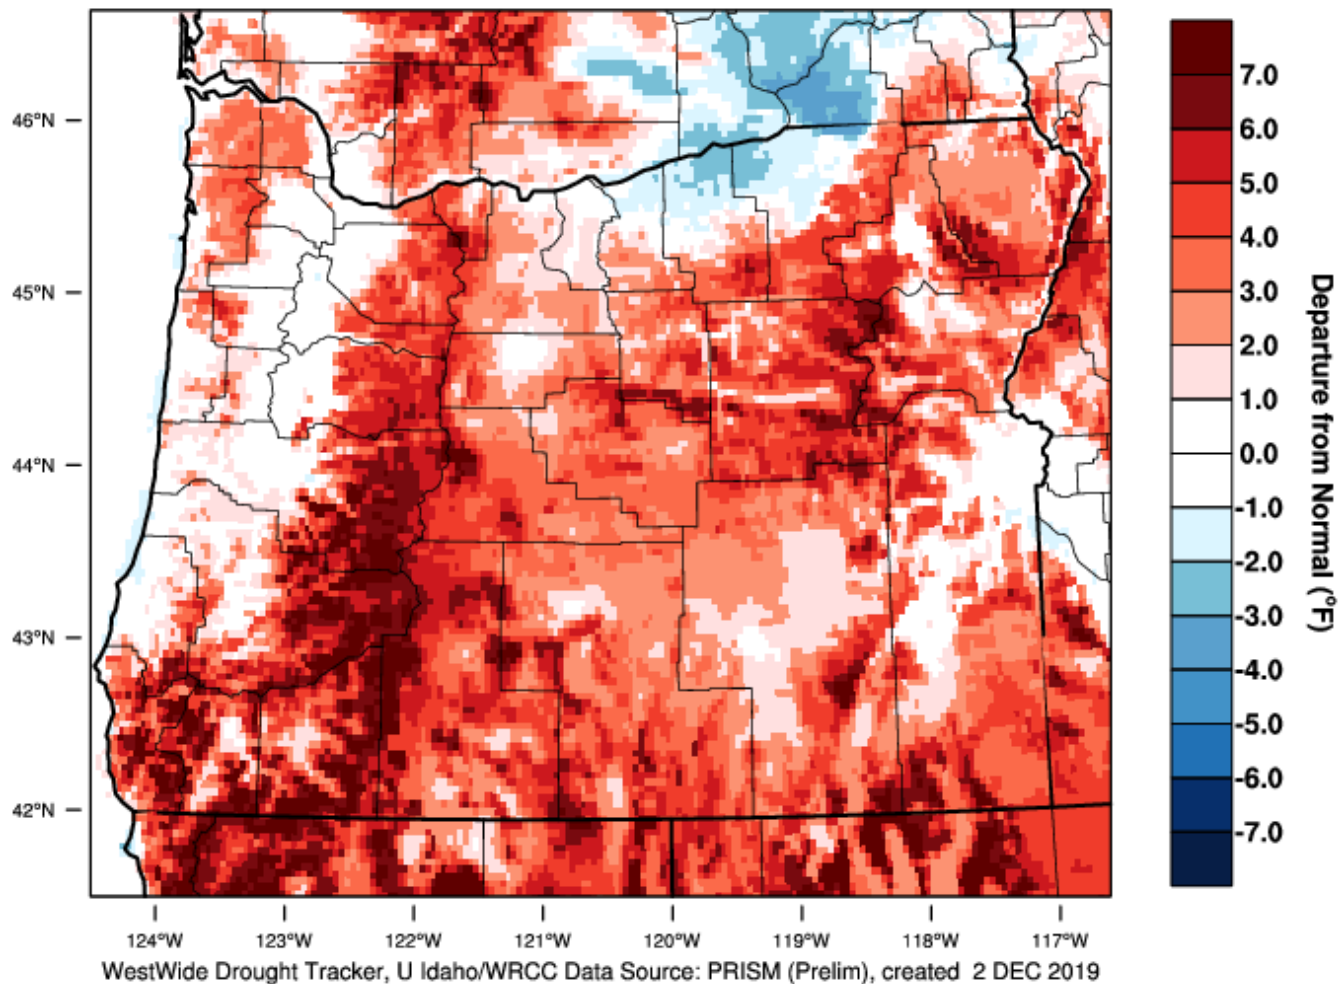 46°N
45°N
44°N
43°N
42°N
124°W 123°W 122°W 121°W 120°W 119°W 118°W 117°W
7.0
6.0
5.0
4.0
3.0
2.0
1.0
0.0
-1.0
-2.0
-3.0
-4.0
-5.0
-6.0
-7.0
Departure from Normal (°F)
WestWide Drought Tracker, U Idaho/WRCC Data Source: PRISM (Prelim), created 2 DEC 2019